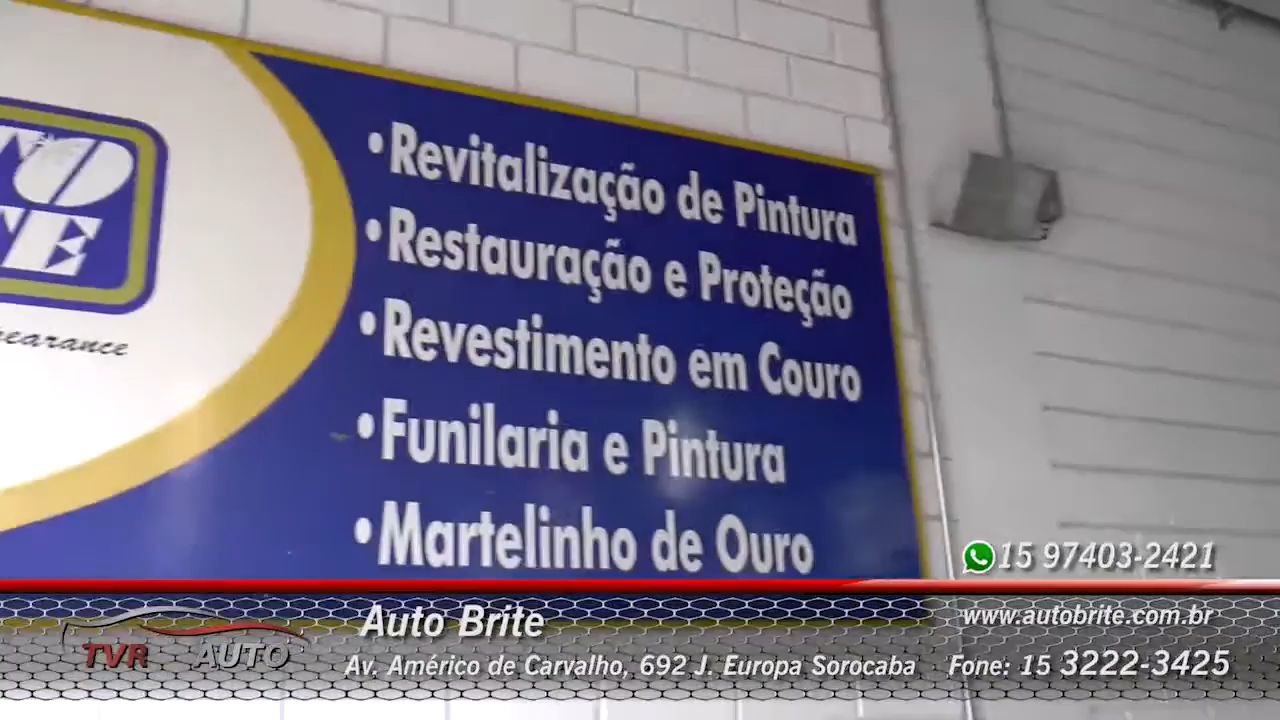 •Revitalização de Pintura
•Restauração e Proteção
•Revestimento em Couro
•Funilaria e Pintura
•Martelinho de Ouro
15 97403-2421
Auto Brite
www.autobrite.com.br
TVR AUTO
Av. Américo de Carvalho, 692 J. Europa Sorocaba
Fone: 15 3222-3425